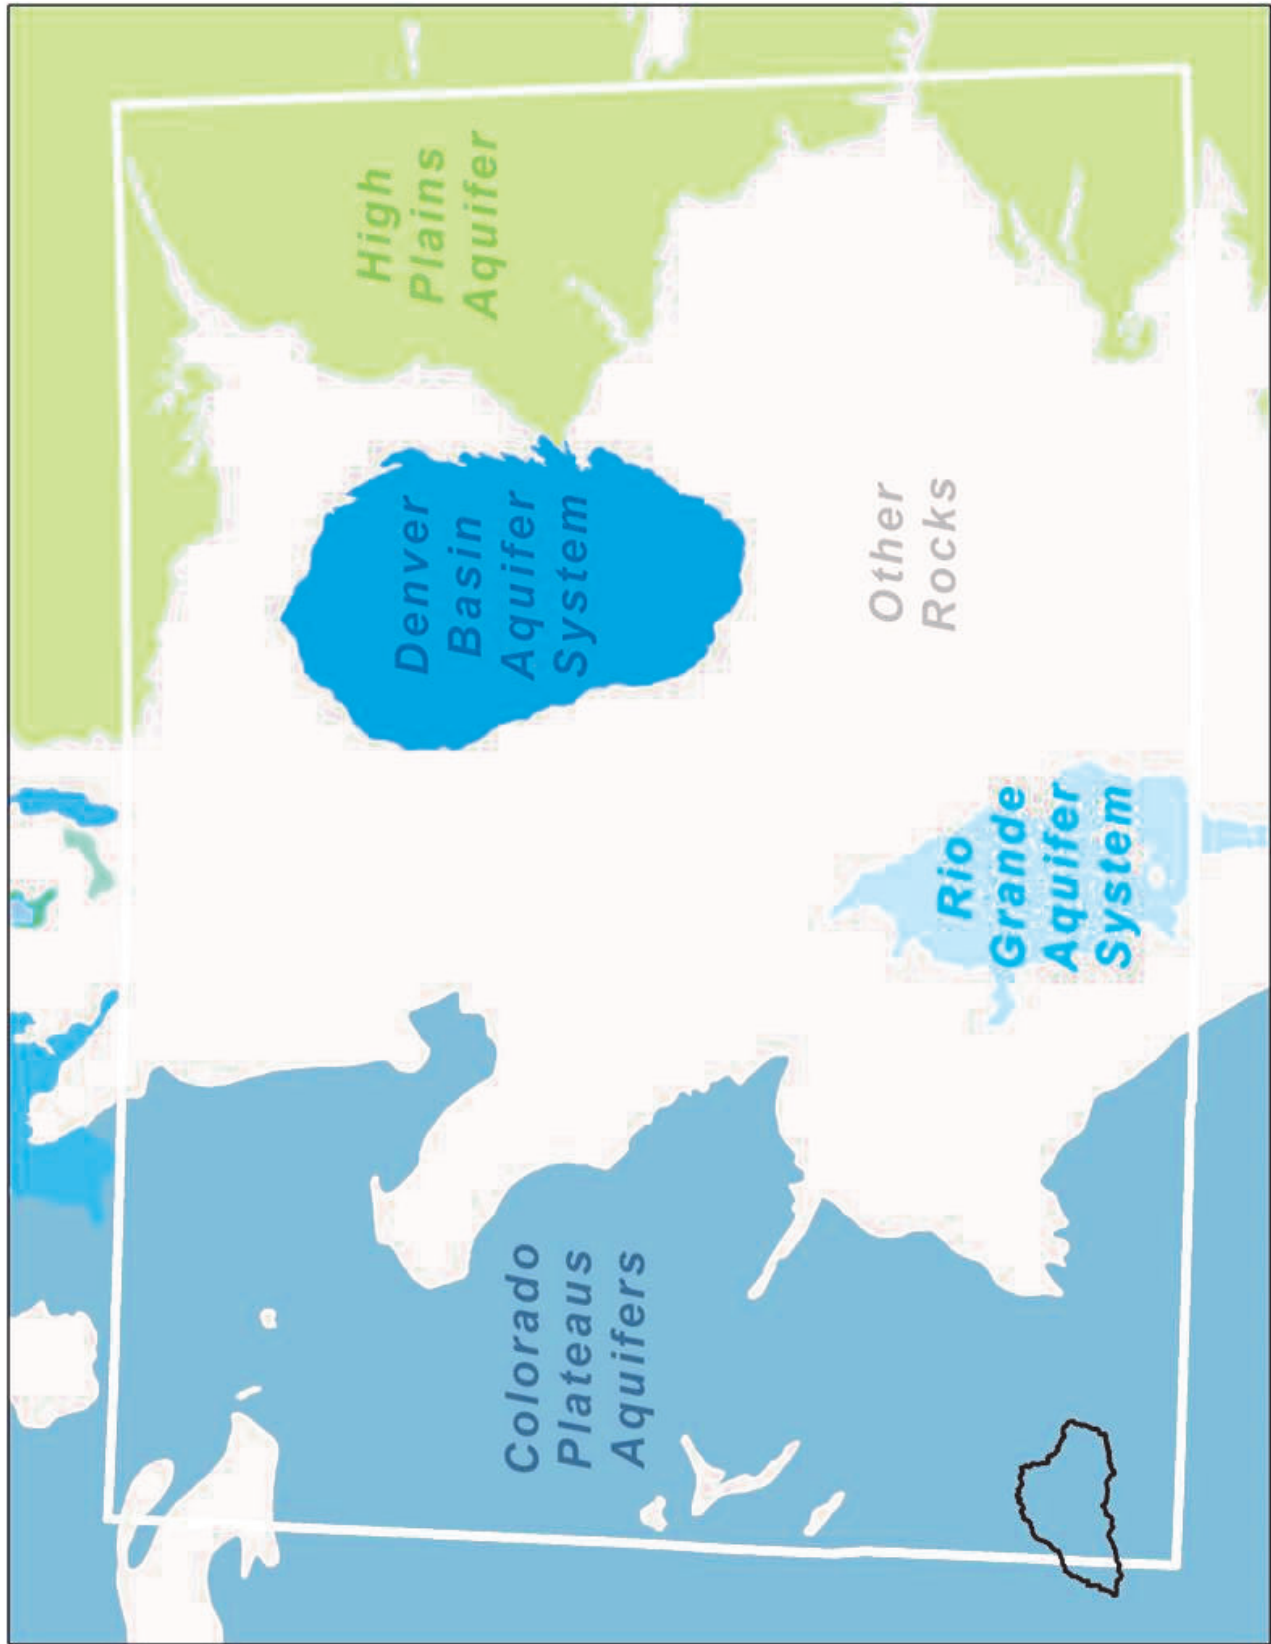 High
Plains
Aquifer
Denver
Basin
Aquifer
System
Other
Rocks
Rio
Grande
Aquifer
System
Colorado
Plateaus
Aquifers